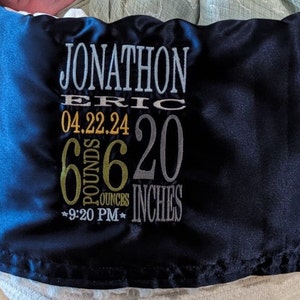 JONATHON
ERIC
04.22.24
6 POUNDS 6 OUNCES
20 INCHES
*9:20 PM*